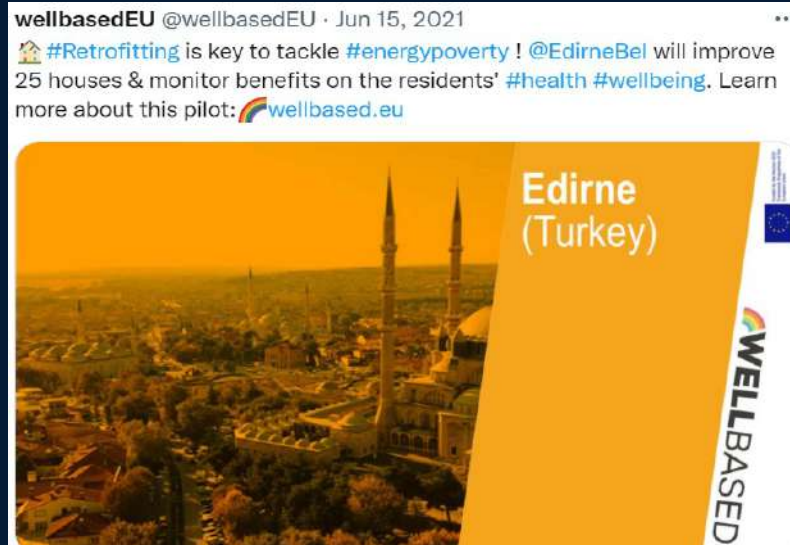 wellbasedEU @wellbasedEU · Jun 15, 2021
🏠 #Retrofitting is key to tackle #energypoverty ! @EdirneBel will improve
25 houses & monitor benefits on the residents' #health #wellbeing. Learn
more about this pilot:🌈wellbased.eu
Edirne
(Turkey)
WELLBASED